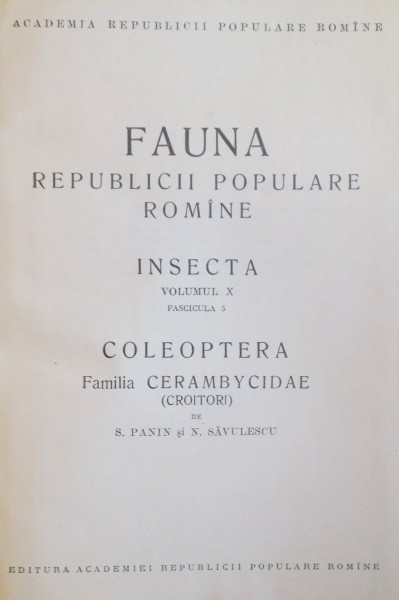 ACADEMIA REPUBLICII POPULARE ROMÎNE
FAUNA
REPUBLICII POPULARE
ROMÎNE
INSECTA
VOLUMUL X
FASCICULA 5
COLEOPTERA
Familia CERAMBYCIDAE
(CROITORI)
DE
S. PANIN și N. SĂVULESCU
EDITURA ACADEMIEI REPUBLICII POPULARE ROMÎNE